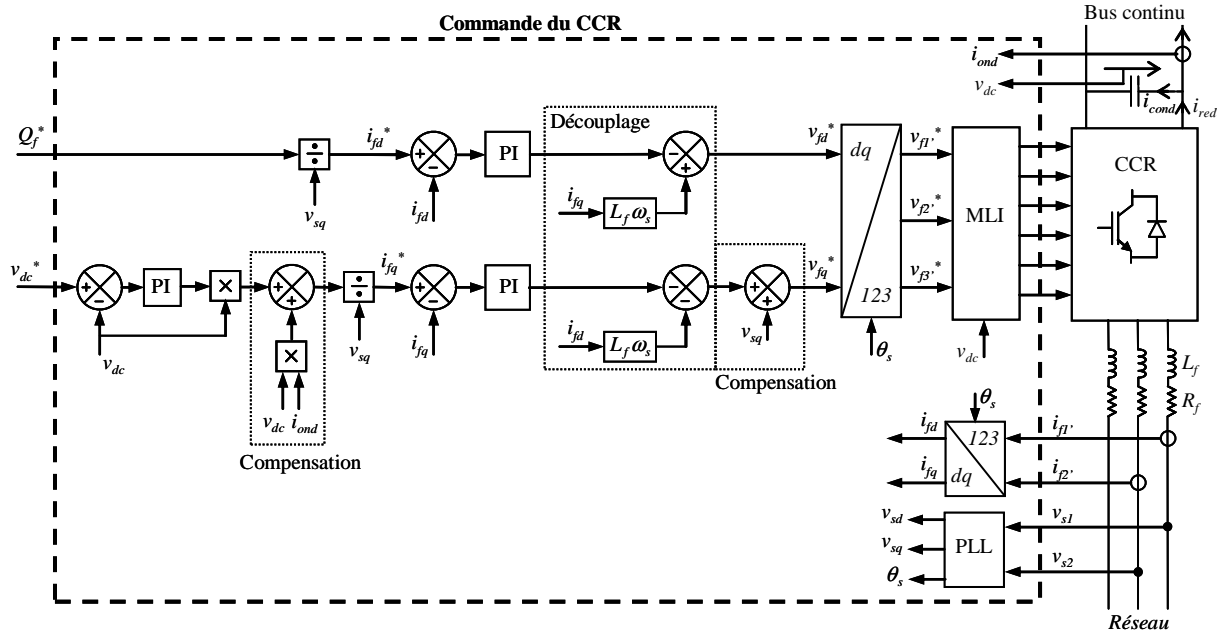 Commande du CCR
Bus continu
i_ond
v_dc
i_cond
i_red
Q_f*
÷
v_sq
i_fd*
+
−
i_fd
PI
Découplage
−
+
i_fq
L_f ω_s
v_fd*
dq
123
θ_s
v_f1'*
v_f2'*
v_f3'*
MLI
v_dc
CCR
v_dc*
+
−
v_dc
PI
×
+
+
×
v_dc i_ond
Compensation
÷
v_sq
i_fq*
+
−
i_fq
PI
−
−
i_fd
L_f ω_s
+
+
v_sq
Compensation
v_fq*
L_f
R_f
θ_s
i_fd
i_fq
123
dq
i_f1'
i_f2'
v_sd
v_sq
θ_s
PLL
v_s1
v_s2
Réseau